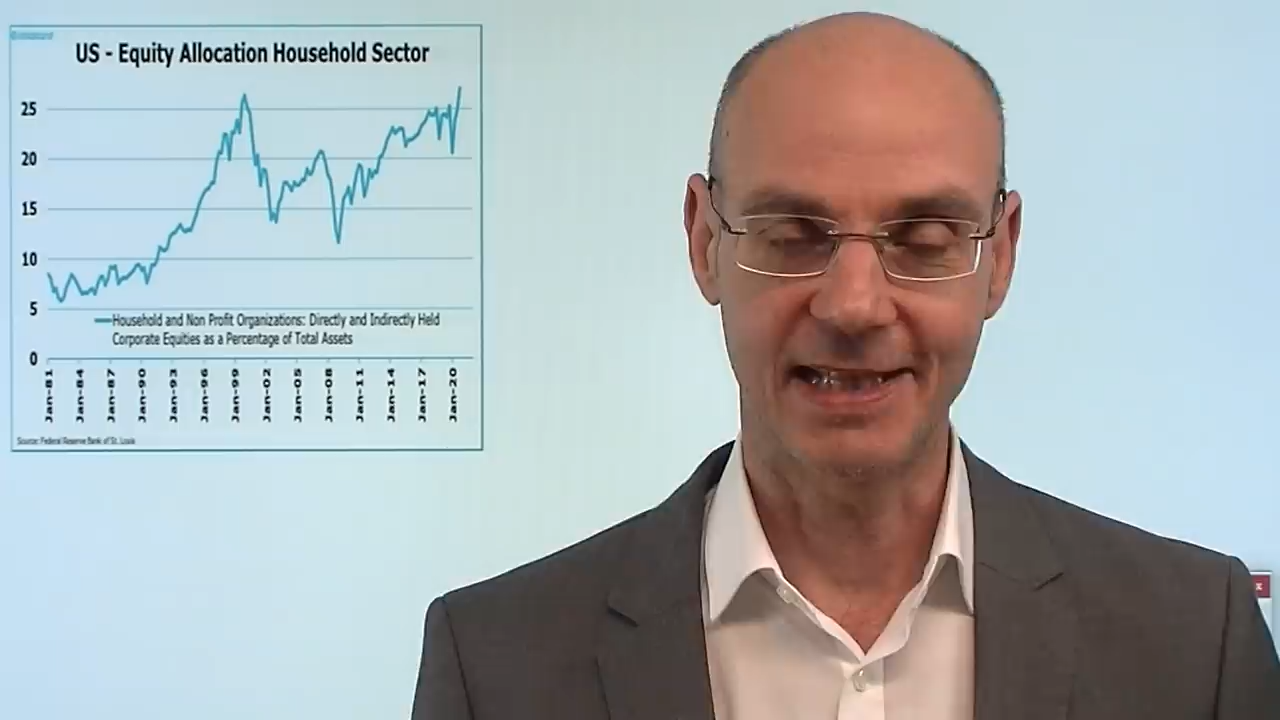 US - Equity Allocation Household Sector
25
20
15
10
5
0
Household and Non Profit Organizations: Directly and Indirectly Held
Corporate Equities as a Percentage of Total Assets
Jan-81
Jan-84
Jan-87
Jan-90
Jan-93
Jan-96
Jan-99
Jan-02
Jan-05
Jan-08
Jan-11
Jan-14
Jan-17
Jan-20
Source: Federal Reserve Bank of St. Louis